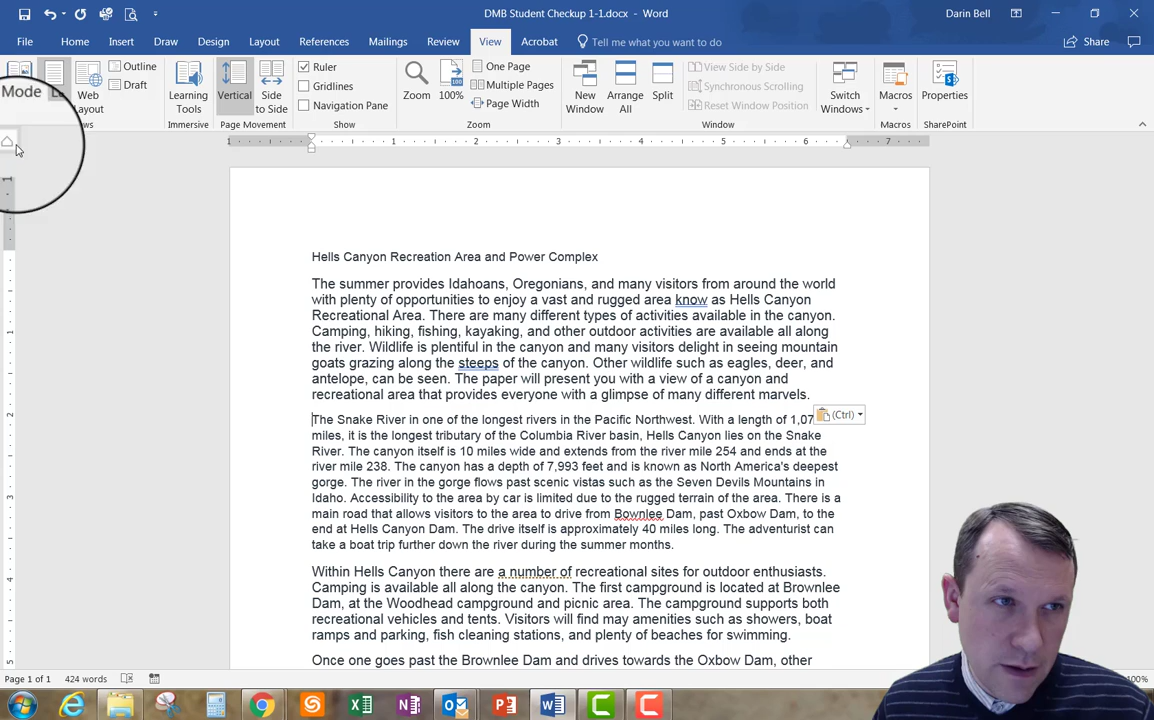 DMB Student Checkup 1-1.docx - Word
Darin Bell
File Home Insert Draw Design Layout References Mailings Review View Acrobat Tell me what you want to do Share
Mode
Web Layout
Outline
Draft
Learning Tools
Immersive
Vertical
Side to Side
Page Movement
Ruler
Gridlines
Navigation Pane
Show
Zoom
100%
One Page
Multiple Pages
Page Width
Zoom
New Window
Arrange All
Split
View Side by Side
Synchronous Scrolling
Reset Window Position
Window
Switch Windows
Macros
Macros
Properties
SharePoint
1 1 2 3 4 5 6 7
Hells Canyon Recreation Area and Power Complex
The summer provides Idahoans, Oregonians, and many visitors from around the world
with plenty of opportunities to enjoy a vast and rugged area know as Hells Canyon
Recreational Area. There are many different types of activities available in the canyon.
Camping, hiking, fishing, kayaking, and other outdoor activities are available all along
the river. Wildlife is plentiful in the canyon and many visitors delight in seeing mountain
goats grazing along the steeps of the canyon. Other wildlife such as eagles, deer, and
antelope, can be seen. The paper will present you with a view of a canyon and
recreational area that provides everyone with a glimpse of many different marvels.
The Snake River in one of the longest rivers in the Pacific Northwest. With a length of 1,07
(Ctrl)
miles, it is the longest tributary of the Columbia River basin, Hells Canyon lies on the Snake
River. The canyon itself is 10 miles wide and extends from the river mile 254 and ends at the
river mile 238. The canyon has a depth of 7,993 feet and is known as North America's deepest
gorge. The river in the gorge flows past scenic vistas such as the Seven Devils Mountains in
Idaho. Accessibility to the area by car is limited due to the rugged terrain of the area. There is a
main road that allows visitors to the area to drive from Bownlee Dam, past Oxbow Dam, to the
end at Hells Canyon Dam. The drive itself is approximately 40 miles long. The adventurist can
take a boat trip further down the river during the summer months.
Within Hells Canyon there are a number of recreational sites for outdoor enthusiasts.
Camping is available all along the canyon. The first campground is located at Brownlee
Dam, at the Woodhead campground and picnic area. The campground supports both
recreational vehicles and tents. Visitors will find may amenities such as showers, boat
ramps and parking, fish cleaning stations, and plenty of beaches for swimming.
Once one goes past the Brownlee Dam and drives towards the Oxbow Dam, other
1
1
2
3
4
5
Page 1 of 1 424 words
100%